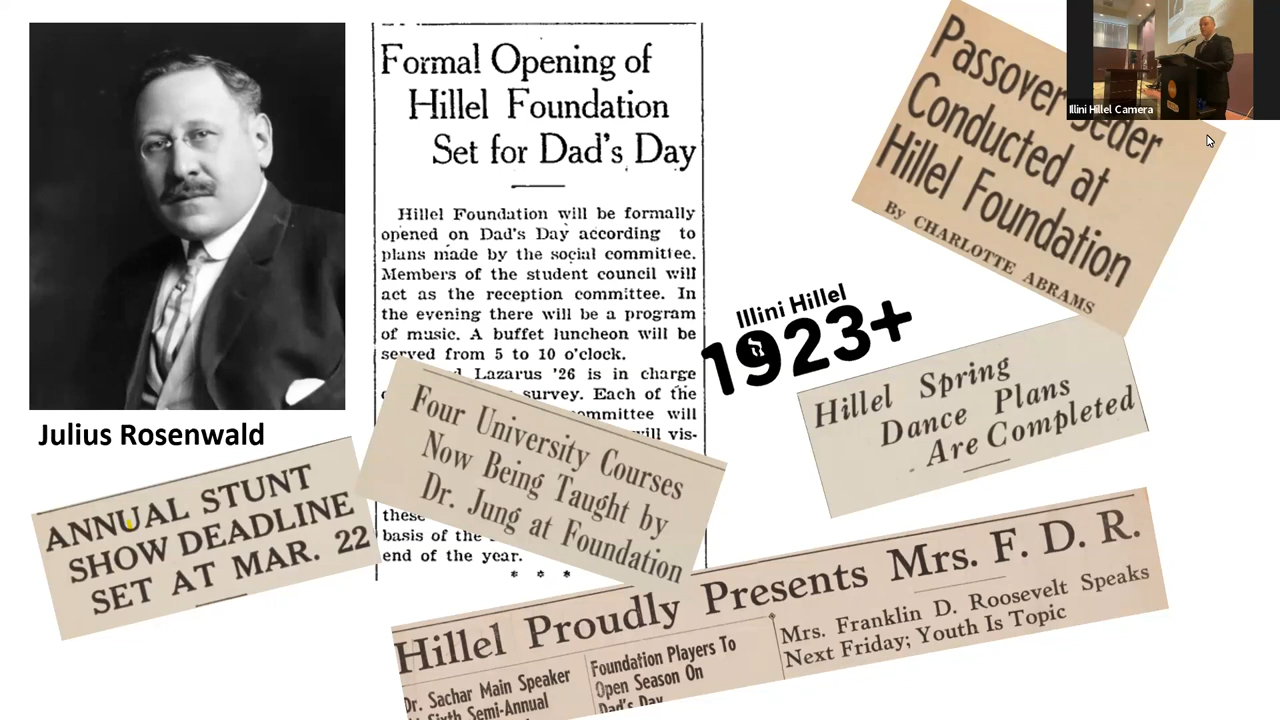 Julius Rosenwald
Formal Opening of
Hillel Foundation
Set for Dad's Day
Hillel Foundation will be formally
opened on Dad's Day according to
plans made by the social committee.
Members of the student council will
act as the reception committee. In
the evening there will be a program
of music. A buffet luncheon will be
served from 5 to 10 o'clock.
Lazarus '26 is in charge
survey. Each of the
will
vis-
these
basis of the
end of the year.
* * *
Passover Seder
Conducted at
Hillel Foundation
By CHARLOTTE ABRAMS
Illini Hillel Camera
Illini Hillel
1923+
Hillel Spring
Dance Plans
Are Completed
Four University Courses
Now Being Taught by
Dr. Jung at Foundation
ANNUAL STUNT
SHOW DEADLINE
SET AT MAR. 22
Hillel Proudly Presents Mrs. F. D. R.
Dr. Sachar Main Speaker
Sixth Semi-Annual
Foundation Players To
Open Season On
Dad's Day
Mrs. Franklin D. Roosevelt Speaks
Next Friday; Youth Is Topic